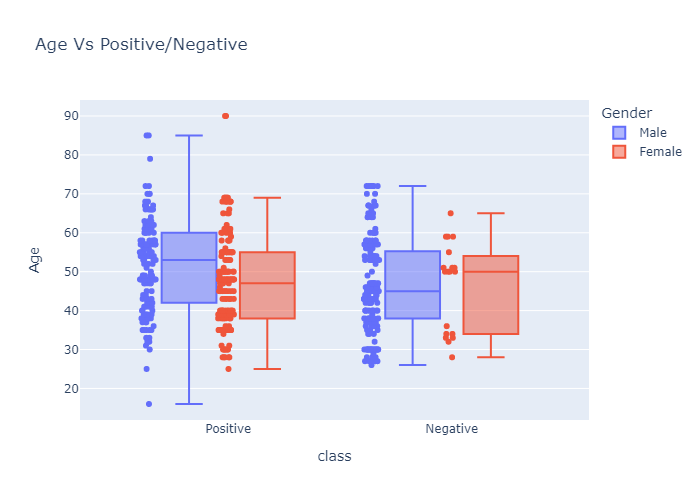 Age Vs Positive/Negative
Gender
Male
Female
Age
90
80
70
60
50
40
30
20
Positive
Negative
class